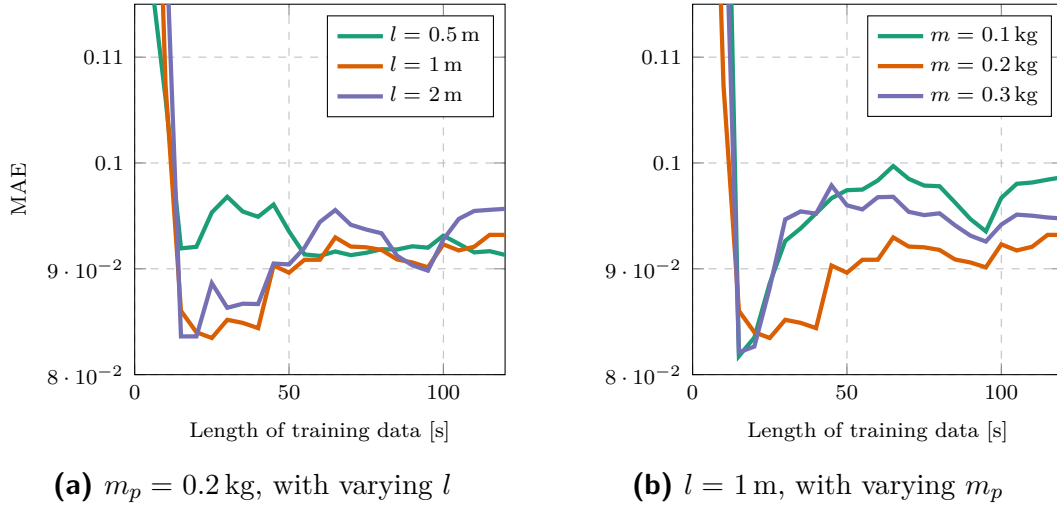 0.11
0.1
9 · 10⁻²
8 · 10⁻²
MAE
0 50 100
Length of training data [s]
l = 0.5 m
l = 1 m
l = 2 m
(a) mₚ = 0.2 kg, with varying l
0.11
0.1
9 · 10⁻²
8 · 10⁻²
0 50 100
Length of training data [s]
m = 0.1 kg
m = 0.2 kg
m = 0.3 kg
(b) l = 1 m, with varying mₚ